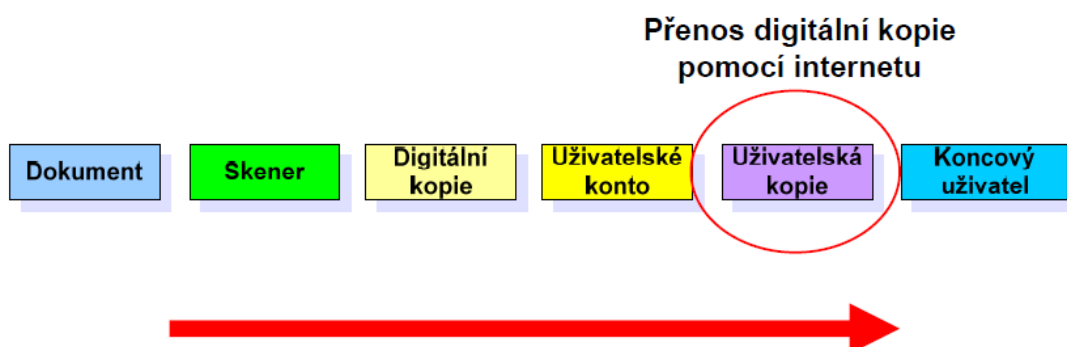 Přenos digitální kopie
pomocí internetu
Dokument
Skener
Digitální
kopie
Uživatelské
konto
Uživatelská
kopie
Koncový
uživatel